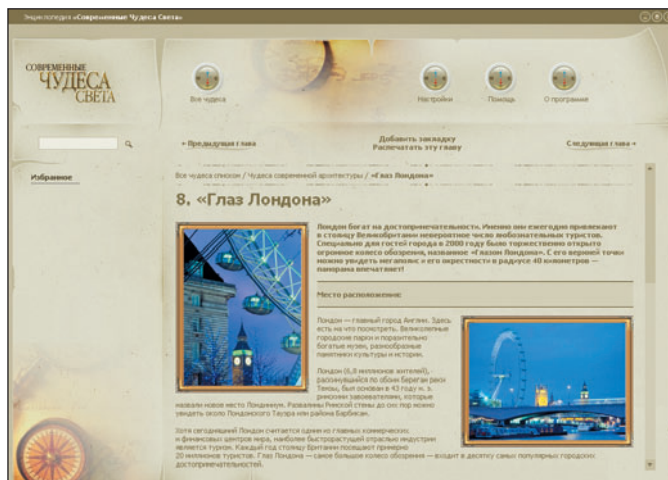 Энциклопедия «Современные Чудеса Света»
СОВРЕМЕННЫЕ
ЧУДЕСА
СВЕТА
Все чудеса
Настройки
Помощь
О программе
« Предыдущая глава
Добавить закладку
Распечатать эту главу
Следующая глава »
Избранное
Все чудеса списком / Чудеса современной архитектуры / «Глаз Лондона»
8. «Глаз Лондона»
Лондон богат на достопримечательности. Именно они ежегодно привлекают
в столицу Великобритании невероятное число любознательных туристов.
Специально для гостей города в 2000 году было торжественно открыто
огромное колесо обозрения, названное «Глазом Лондона». С его верхней точки
можно увидеть мегаполис и его окрестности в радиусе 40 километров —
панорама впечатляет!
Место расположения:
Лондон — главный город Англии. Здесь
есть на что посмотреть. Великолепные
городские парки и поразительно
богатые музеи, разнообразные
памятники культуры и истории.
Лондон (6,8 миллионов жителей),
раскинувшийся по обоим берегам реки
Темзы, был основан в 43 году н. э.
римскими завоевателями, которые
назвали новое место Лондиниум. Развалины Римской стены до сих пор можно
увидеть около Лондонского Тауэра или района Барбикан.
Хотя сегодняшний Лондон считается одним из главных коммерческих
и финансовых центров мира, наиболее быстрорастущей отраслью индустрии
является туризм. Каждый год столицу Британии посещают примерно
20 миллионов туристов. Глаз Лондона — самое большое колесо обозрения — входит в десятку самых популярных городских
достопримечательностей.